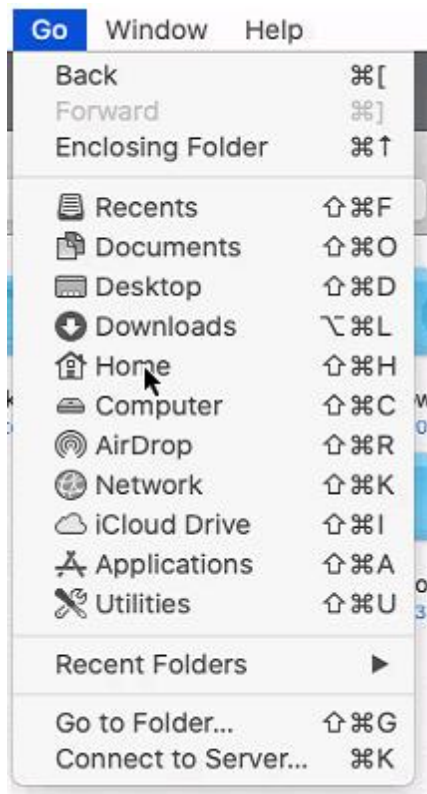 Go Window Help
Back ⌘[
Forward ⌘]
Enclosing Folder ⌘↑
Recents ⇧⌘F
Documents ⇧⌘O
Desktop ⇧⌘D
Downloads ⌥⌘L
Home ⇧⌘H
Computer ⇧⌘C
AirDrop ⇧⌘R
Network ⇧⌘K
iCloud Drive ⇧⌘I
Applications ⇧⌘A
Utilities ⇧⌘U
Recent Folders ▶
Go to Folder... ⇧⌘G
Connect to Server... ⌘K